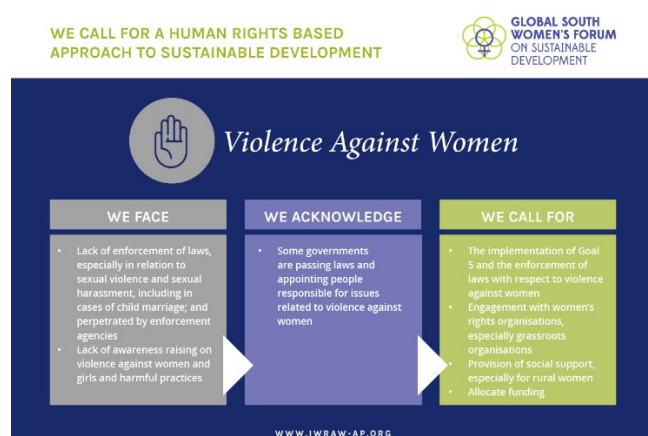 WE CALL FOR A HUMAN RIGHTS BASED
APPROACH TO SUSTAINABLE DEVELOPMENT
GLOBAL SOUTH
WOMEN'S FORUM
ON SUSTAINABLE
DEVELOPMENT
Violence Against Women
WE FACE
• Lack of enforcement of laws,
especially in relation to
sexual violence and sexual
harassment, including in
cases of child marriage; and
perpetrated by enforcement
agencies
• Lack of awareness raising on
violence against women and
girls and harmful practices
WE ACKNOWLEDGE
• Some governments
are passing laws and
appointing people
responsible for issues
related to violence against
women
WE CALL FOR
• The implementation of Goal
5 and the enforcement of
laws with respect to violence
against women
• Engagement with women's
rights organisations,
especially grassroots
organisations
• Provision of social support,
especially for rural women
• Allocate funding
WWW.IWRAW-AP.ORG